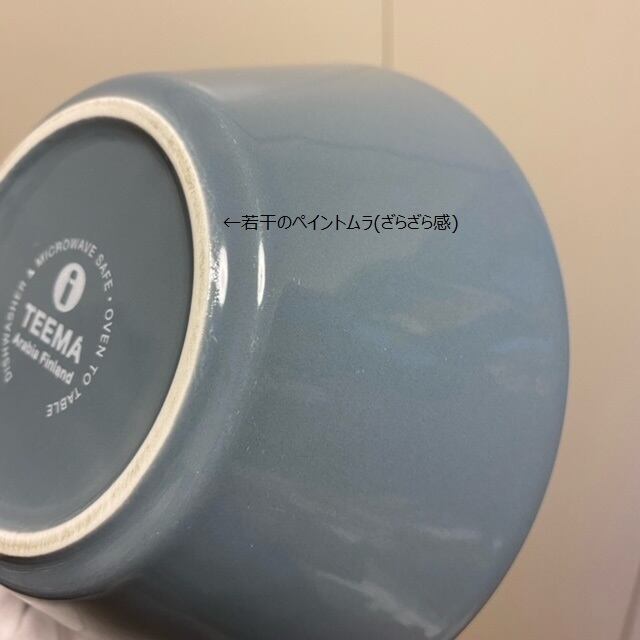 ←若干のペイントムラ(ざらざら感)
DISHWASHER & MICROWAVE SAFE • OVEN TO TABLE
i
TEEMA
Arabia Finland